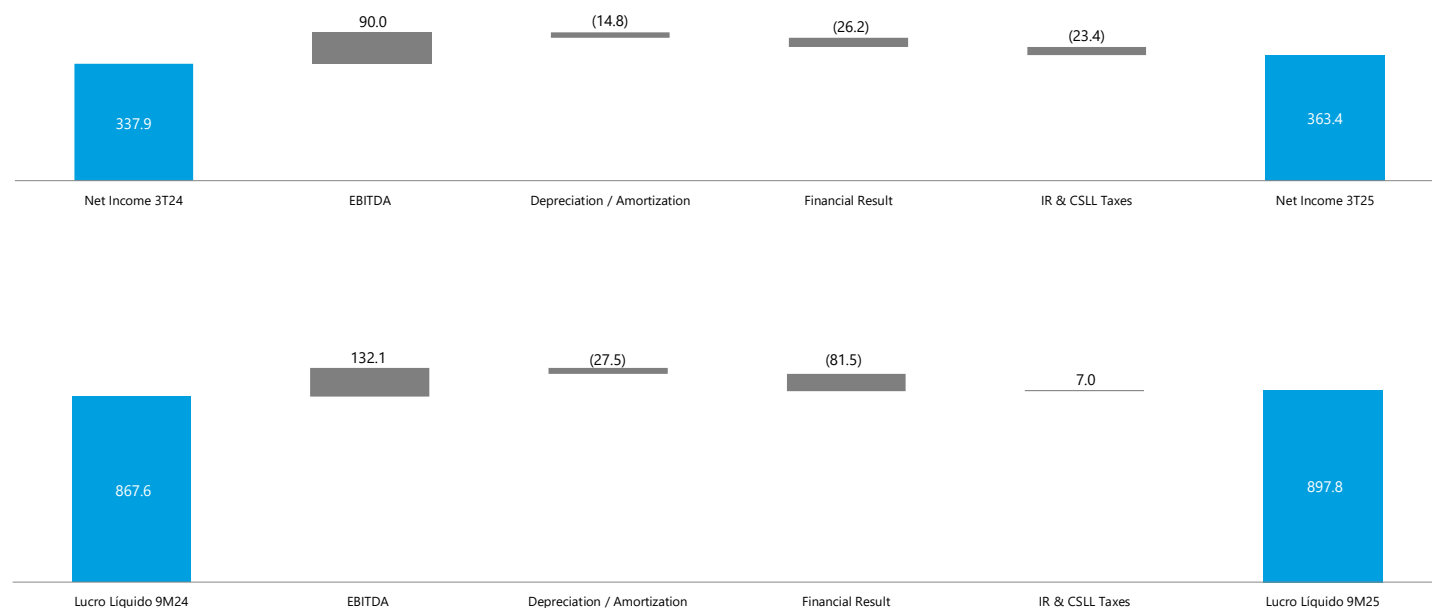 90.0
(14.8)
(26.2)
(23.4)
337.9
363.4
Net Income 3T24
EBITDA
Depreciation / Amortization
Financial Result
IR & CSLL Taxes
Net Income 3T25
132.1
(27.5)
(81.5)
7.0
867.6
897.8
Lucro Líquido 9M24
EBITDA
Depreciation / Amortization
Financial Result
IR & CSLL Taxes
Lucro Líquido 9M25